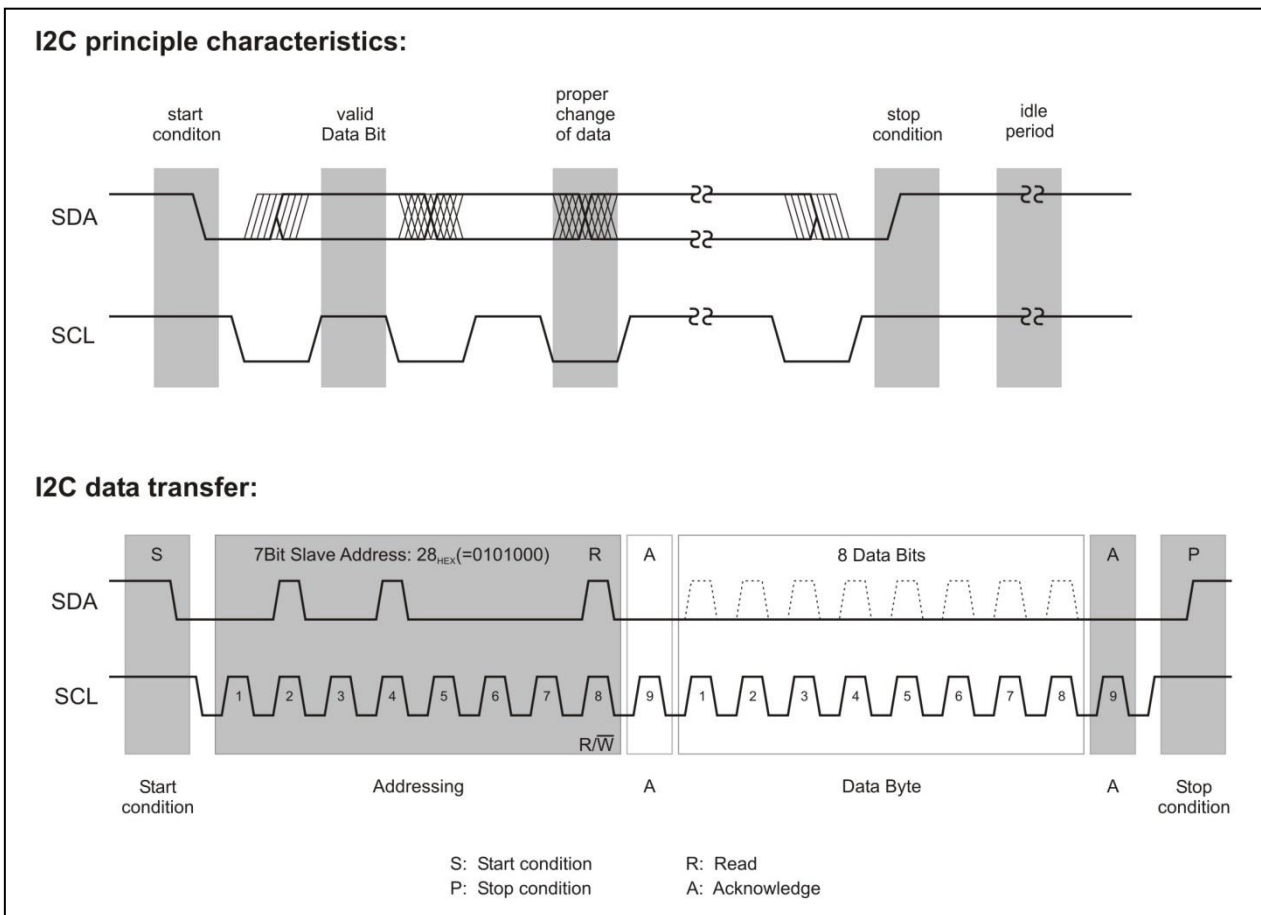 I2C principle characteristics:
start
conditon
valid
Data Bit
proper
change
of data
stop
condition
idle
period
SDA
SCL
I2C data transfer:
S
7Bit Slave Address: 28HEX(=0101000)
R
A
8 Data Bits
A
P
SDA
SCL
1
2
3
4
5
6
7
8
9
1
2
3
4
5
6
7
8
9
R/W̅
Start
condition
Addressing
A
Data Byte
A
Stop
condition
S: Start condition
R: Read
P: Stop condition
A: Acknowledge